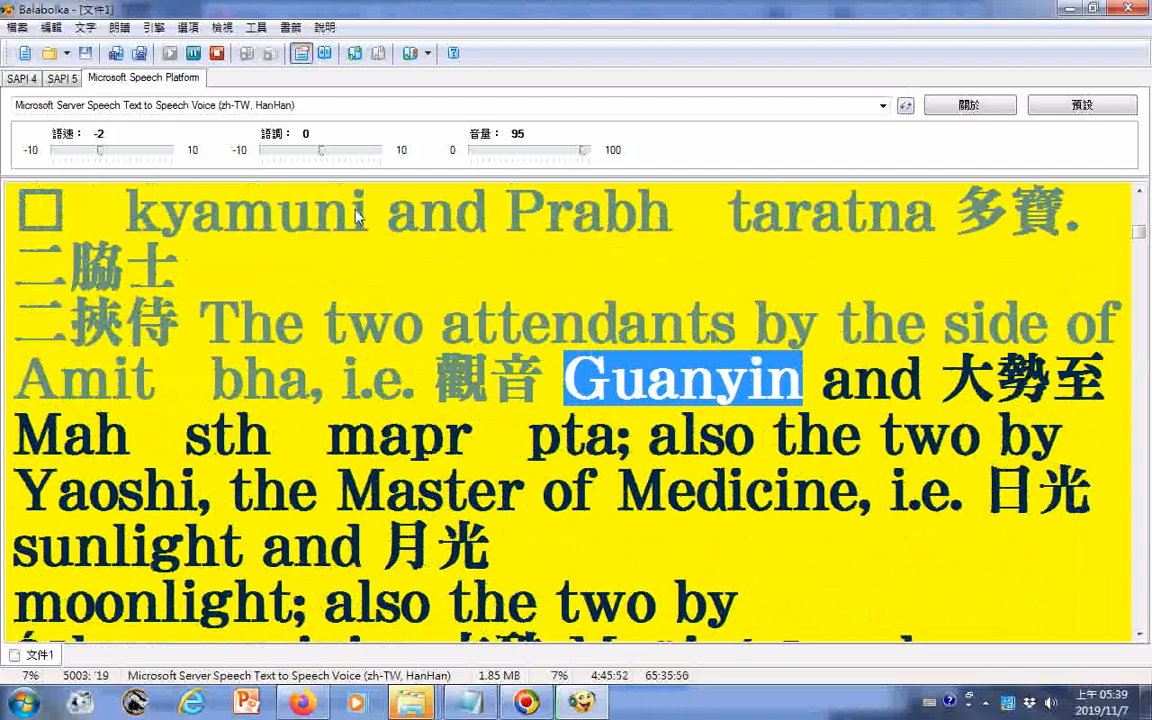 Balabolka - [文件1]
檔案 編輯 文字 朗讀 引擎 選項 檢視 工具 書籤 說明
SAPI 4 SAPI 5 Microsoft Speech Platform
Microsoft Server Speech Text to Speech Voice (zh-TW, HanHan) 關於 預設
語速： -2 語調： 0 音量： 95
-10 10 -10 10 0 100
□ kyamuni and Prabh taratna 多寶.
二脇士
二挾侍 The two attendants by the side of
Amit bha, i.e. 觀音 Guanyin and 大勢至
Mah sth mapr pta; also the two by
Yaoshi, the Master of Medicine, i.e. 日光
sunlight and 月光
moonlight; also the two by
文件1
7% 5003: '19 Microsoft Server Speech Text to Speech Voice (zh-TW, HanHan) 1.85 MB 7% 4:45:52 65:35:56
上午 05:39
2019/11/7